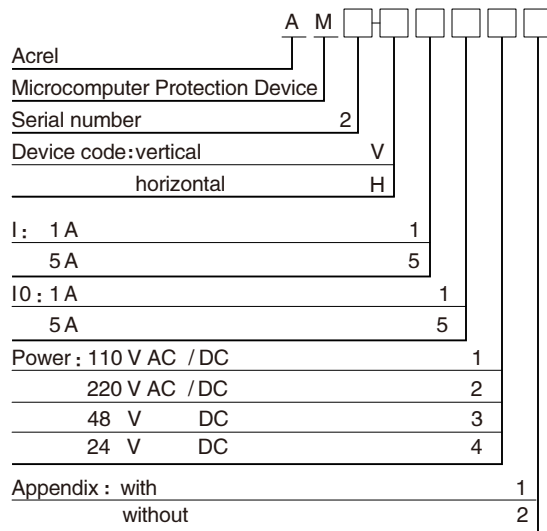 A M
Acrel
Microcomputer Protection Device
Serial number 2
Device code:vertical V
horizontal H
I: 1 A 1
5 A 5
I0: 1 A 1
5 A 5
Power: 110 V AC / DC 1
220 V AC / DC 2
48 V DC 3
24 V DC 4
Appendix: with 1
without 2